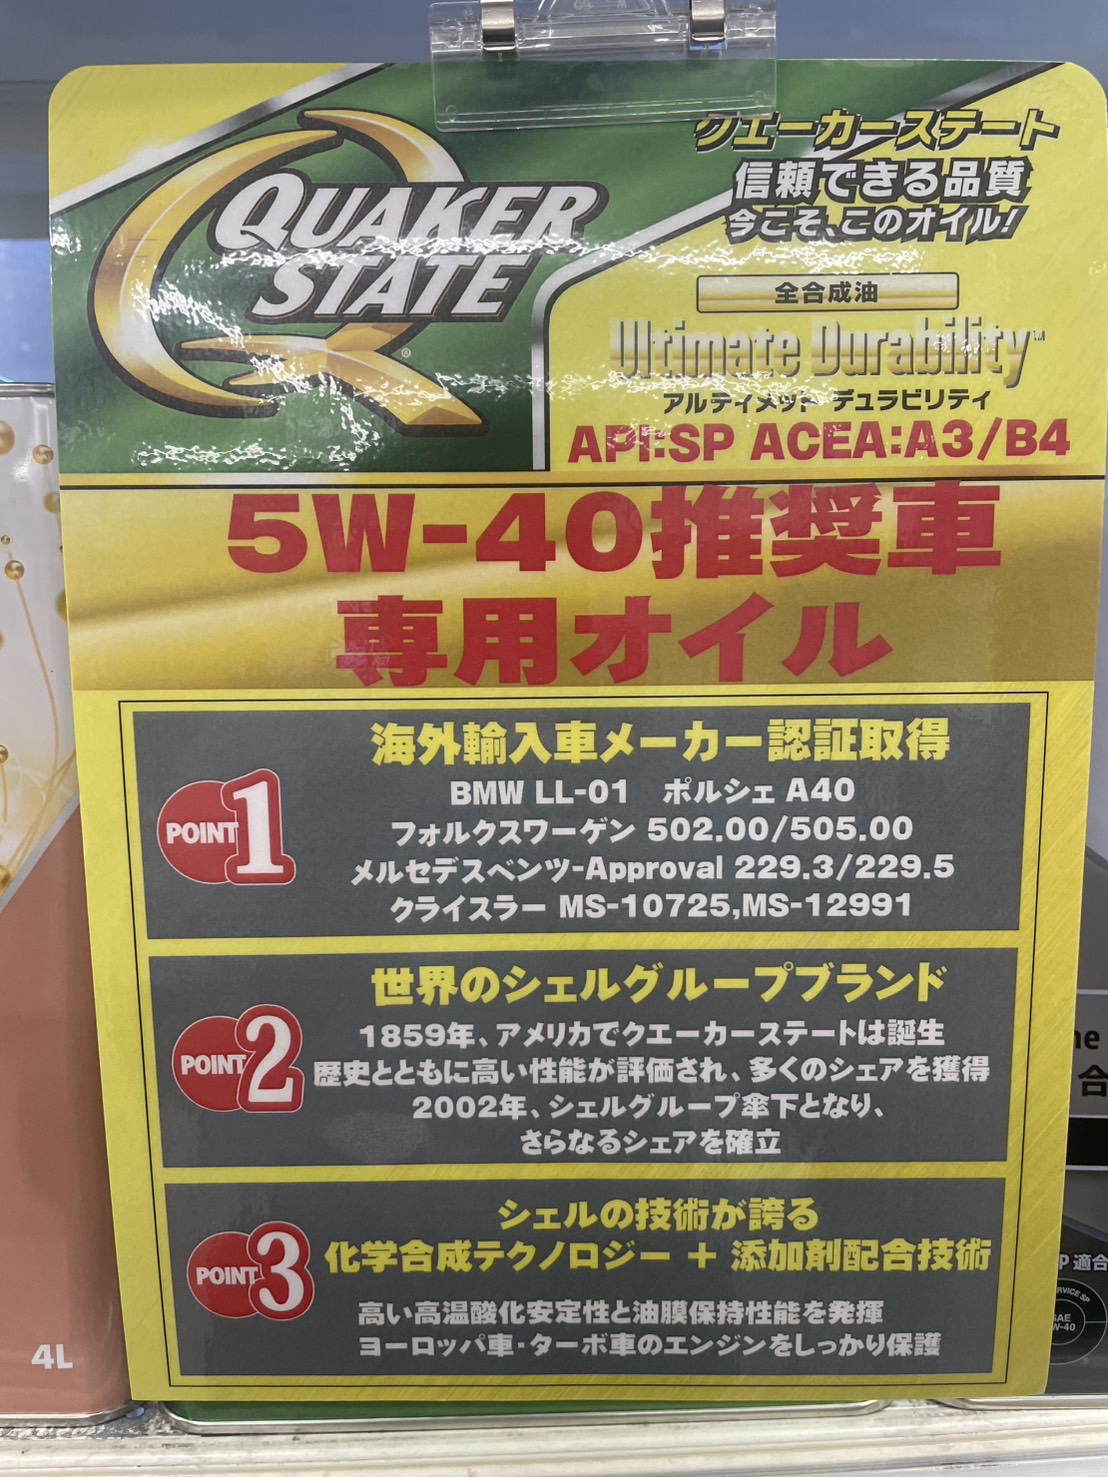 QUAKER
STATE
®
クエーカーステート
信頼できる品質
今こそ、このオイル!
全合成油
Ultimate Durability™
アルティメット デュラビリティ
API:SP ACEA:A3/B4
5W-40推奨車
専用オイル
POINT 1
海外輸入車メーカー認証取得
BMW LL-01 ポルシェ A40
フォルクスワーゲン 502.00/505.00
メルセデスベンツ-Approval 229.3/229.5
クライスラー MS-10725,MS-12991
POINT 2
世界のシェルグループブランド
1859年、アメリカでクエーカーステートは誕生
歴史とともに高い性能が評価され、多くのシェアを獲得
2002年、シェルグループ傘下となり、
さらなるシェアを確立
POINT 3
シェルの技術が誇る
化学合成テクノロジー + 添加剤配合技術
高い高温酸化安定性と油膜保持性能を発揮
ヨーロッパ車・ターボ車のエンジンをしっかり保護
4L
合
P 適合
RVICE SP
SAE
W-40